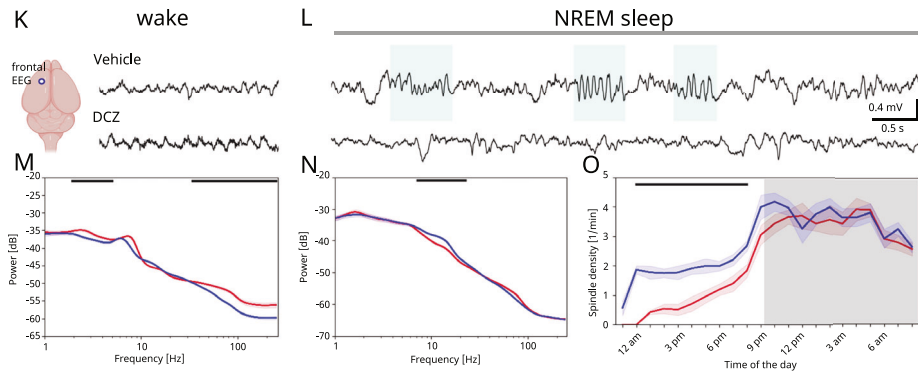 K wake L NREM sleep
frontal
EEG
Vehicle
DCZ
0.4 mV
0.5 s
M N O
-20
-25
-30
-35
-40
-45
-50
-55
-60
-65
Power [dB]
1 10 100
Frequency [Hz]
-20
-30
-40
-50
-60
-70
Power [dB]
1 10 100
Frequency [Hz]
5
4
3
2
1
0
Spindle density [1/min]
12 am 3 pm 6 pm 9 pm 12 pm 3 am 6 am
Time of the day